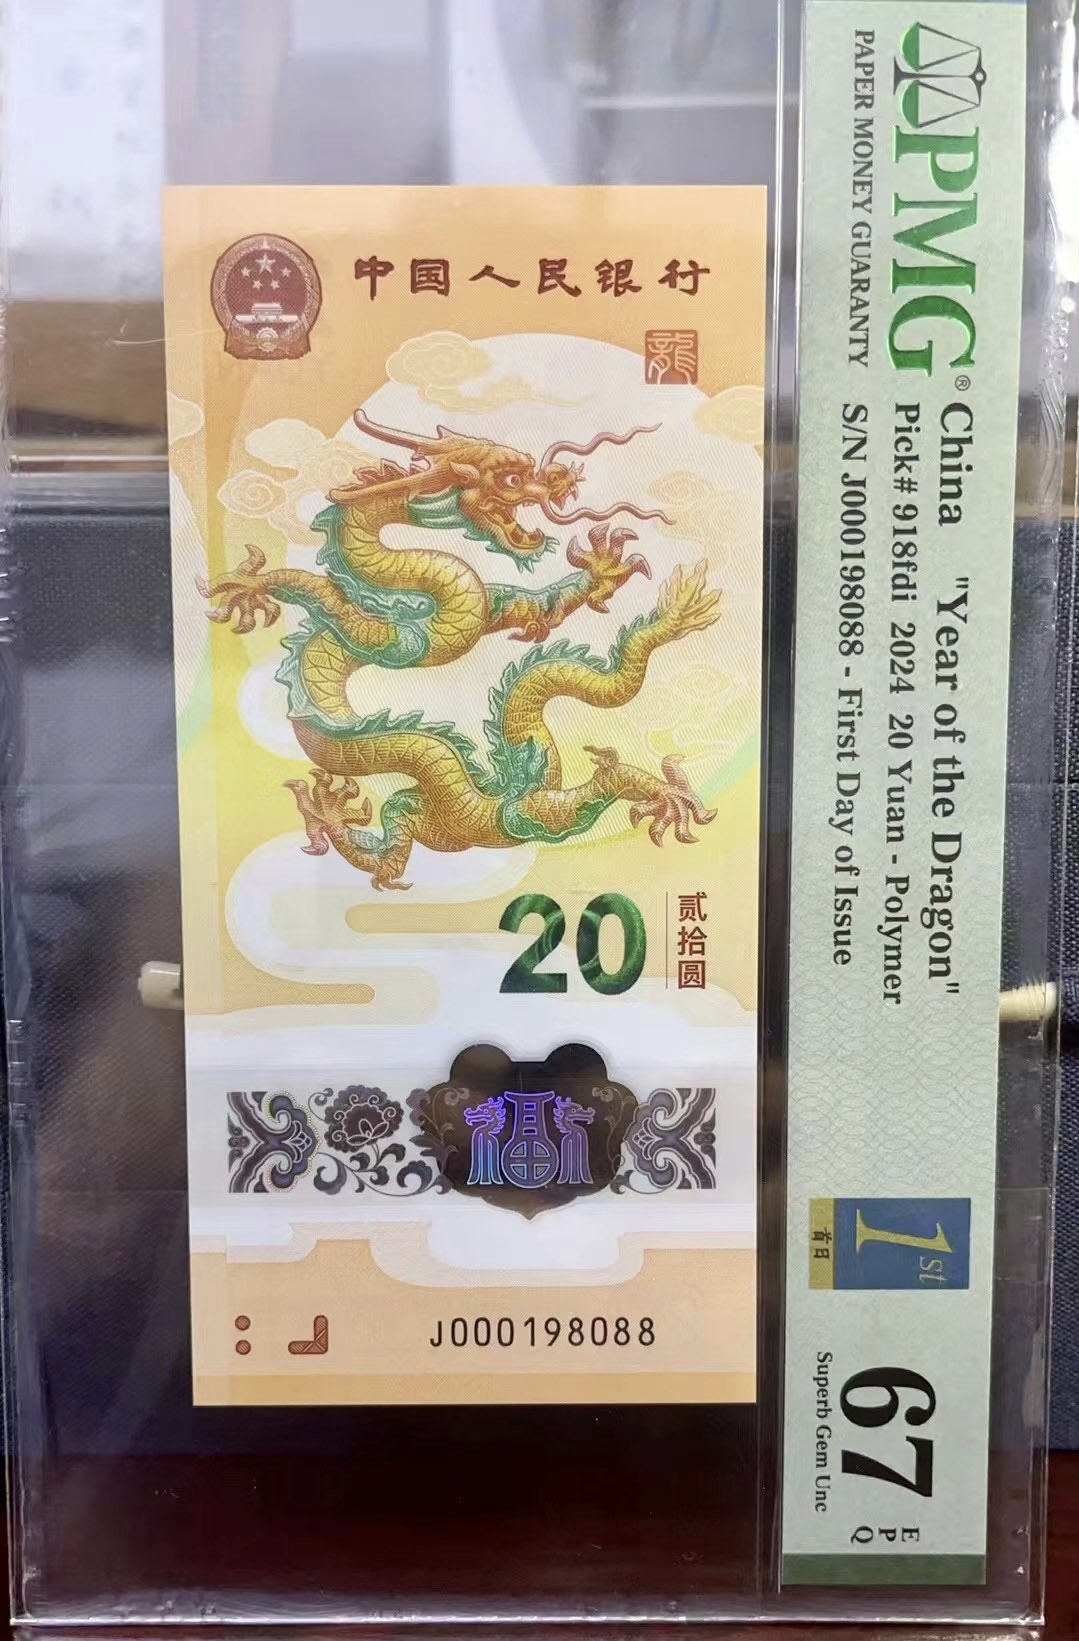 中国人民银行
龍
20
贰拾圆
福
J000198088
PMG®
PAPER MONEY GUARANTY
China "Year of the Dragon"
Pick# 918fdi 2024 20 Yuan - Polymer
S/N J000198088 - First Day of Issue
1st
首日
67
EPQ
Superb Gem Unc